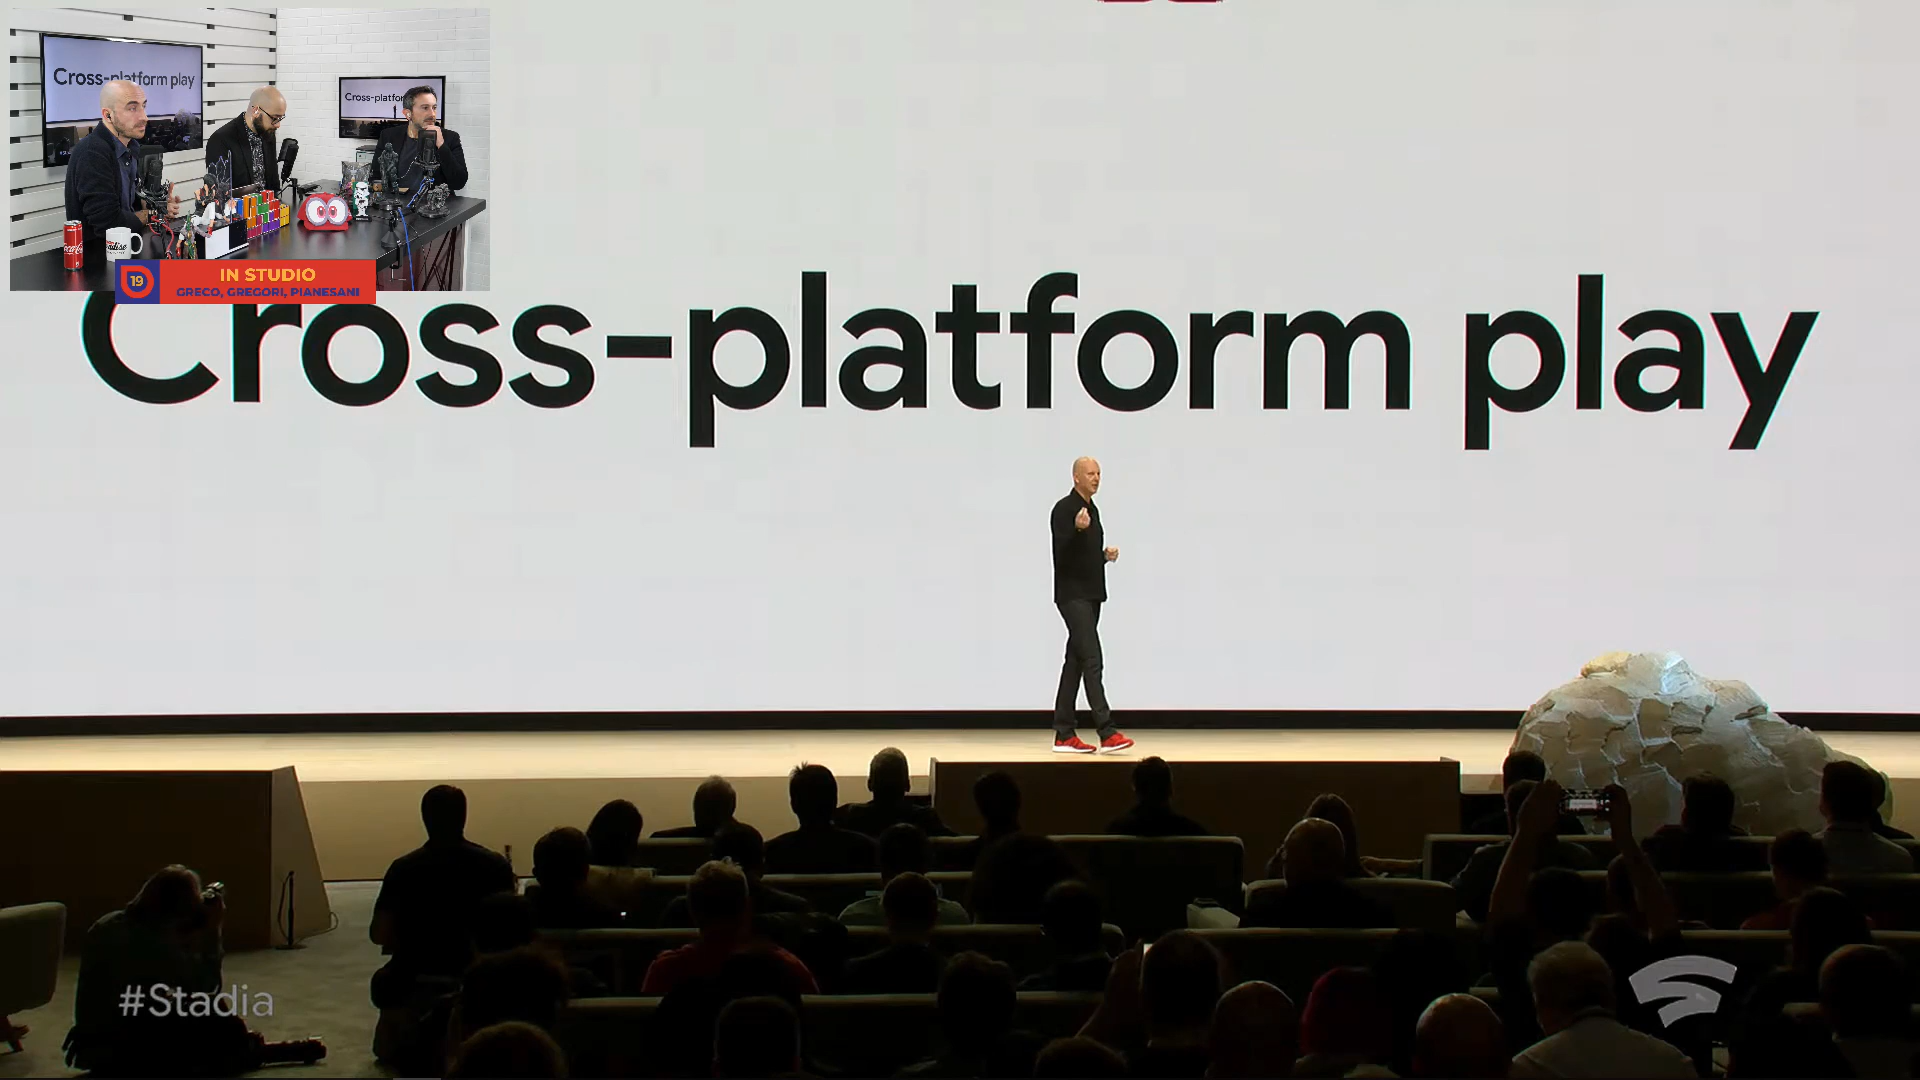 Cross-platform play
Cross-platfor
19
IN STUDIO
GRECO, GREGORI, PIANESANI
Cross-platform play
#Stadia